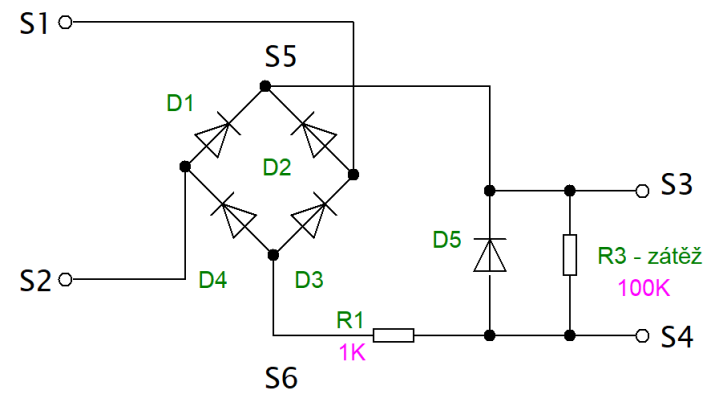 S1
S5
D1
D2
S3
D5
R3 - zátěž
100K
S2
D4
D3
R1
1K
S4
S6